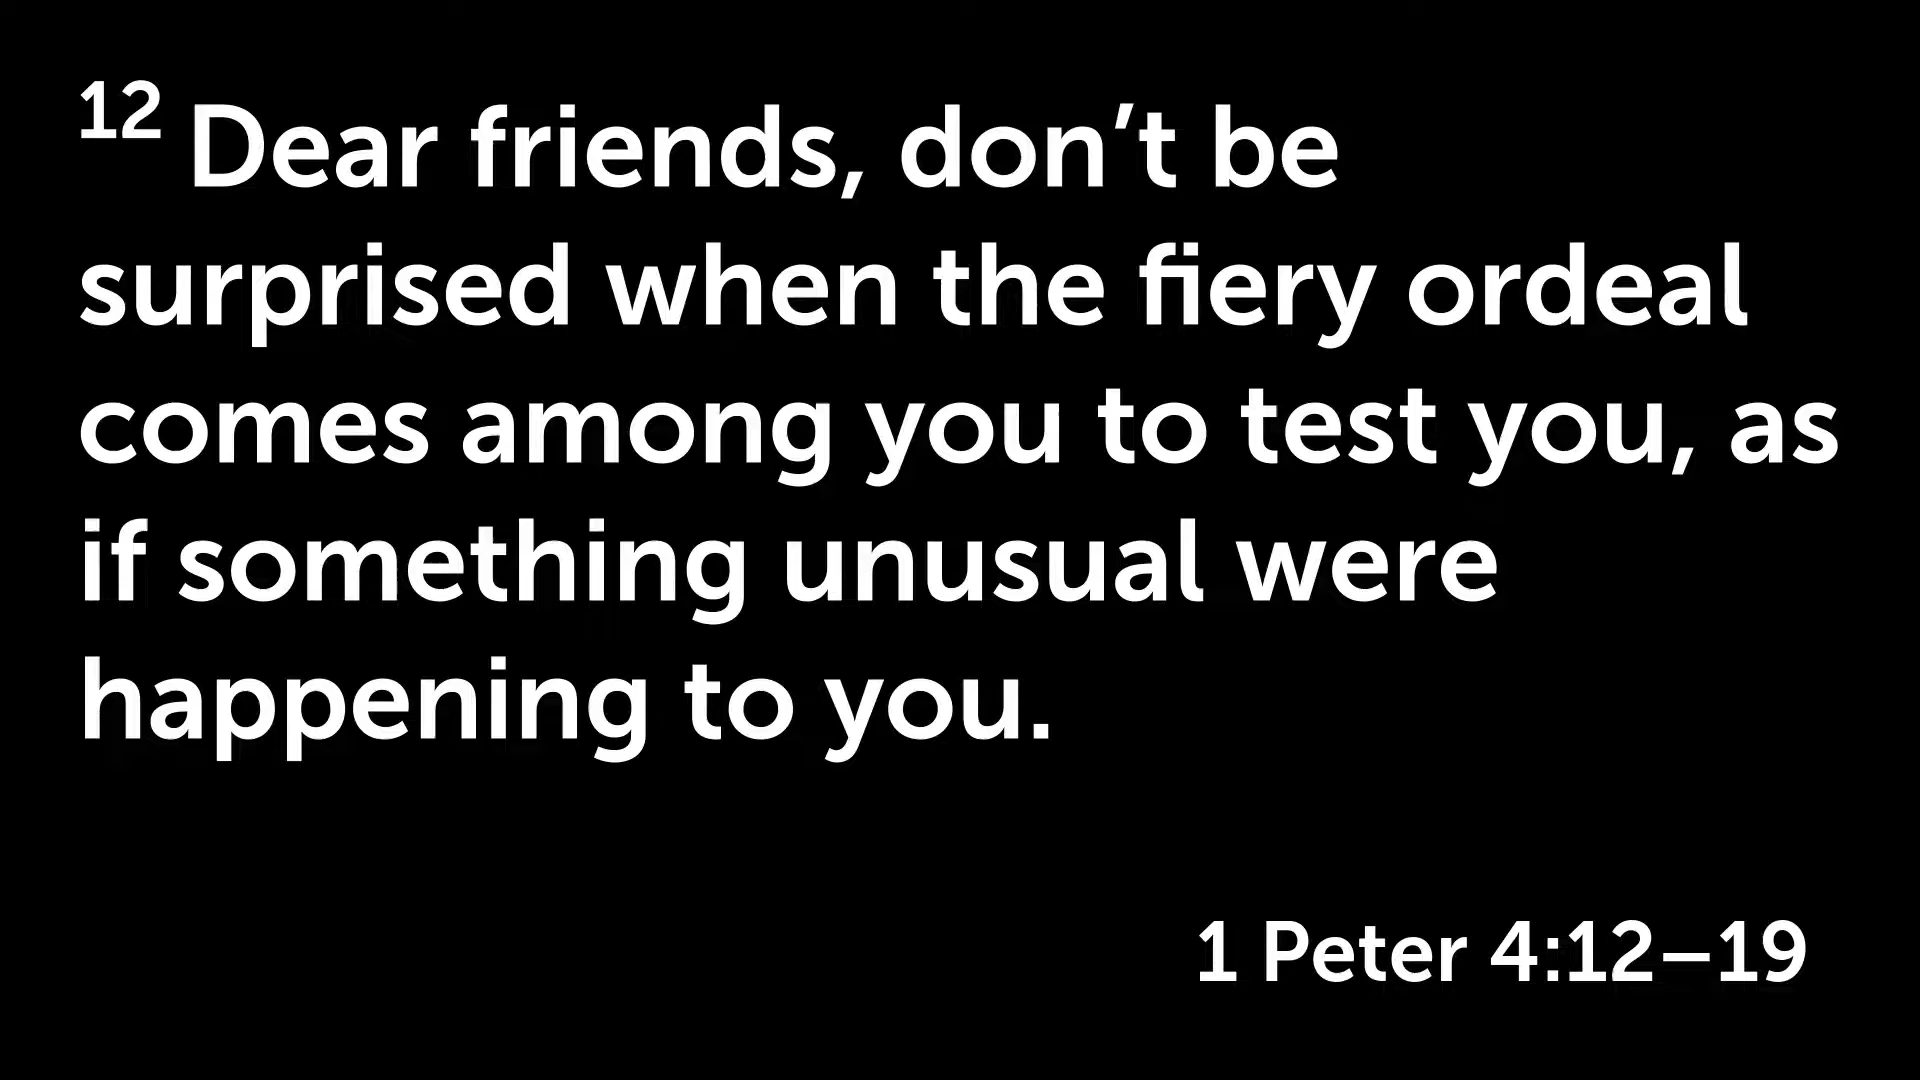 12 Dear friends, don’t be
surprised when the fiery ordeal
comes among you to test you, as
if something unusual were
happening to you.
1 Peter 4:12–19